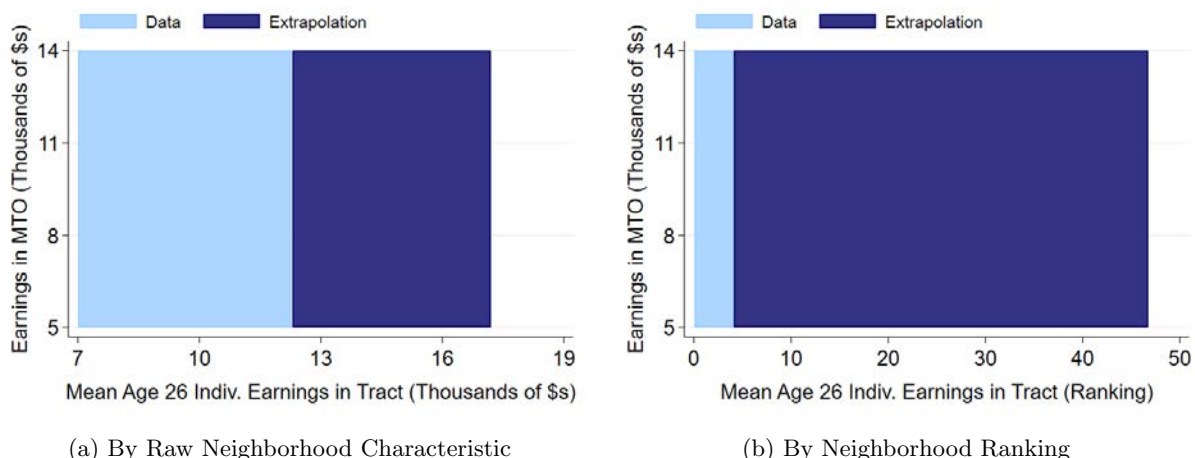 Data Extrapolation
Earnings in MTO (Thousands of $s)
14
11
8
5
7 10 13 16 19
Mean Age 26 Indiv. Earnings in Tract (Thousands of $s)
(a) By Raw Neighborhood Characteristic
Data Extrapolation
Earnings in MTO (Thousands of $s)
14
11
8
5
0 10 20 30 40 50
Mean Age 26 Indiv. Earnings in Tract (Ranking)
(b) By Neighborhood Ranking